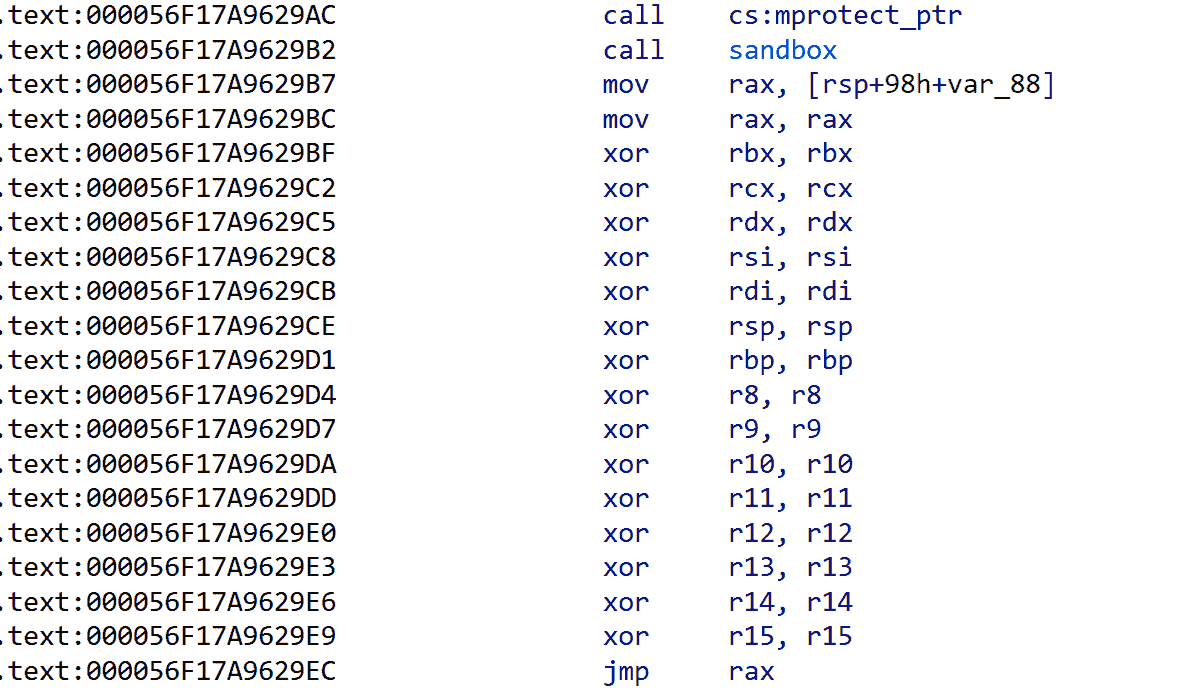 .text:000056F17A9629AC call cs:mprotect_ptr
.text:000056F17A9629B2 call sandbox
.text:000056F17A9629B7 mov rax, [rsp+98h+var_88]
.text:000056F17A9629BC mov rax, rax
.text:000056F17A9629BF xor rbx, rbx
.text:000056F17A9629C2 xor rcx, rcx
.text:000056F17A9629C5 xor rdx, rdx
.text:000056F17A9629C8 xor rsi, rsi
.text:000056F17A9629CB xor rdi, rdi
.text:000056F17A9629CE xor rsp, rsp
.text:000056F17A9629D1 xor rbp, rbp
.text:000056F17A9629D4 xor r8, r8
.text:000056F17A9629D7 xor r9, r9
.text:000056F17A9629DA xor r10, r10
.text:000056F17A9629DD xor r11, r11
.text:000056F17A9629E0 xor r12, r12
.text:000056F17A9629E3 xor r13, r13
.text:000056F17A9629E6 xor r14, r14
.text:000056F17A9629E9 xor r15, r15
.text:000056F17A9629EC jmp rax